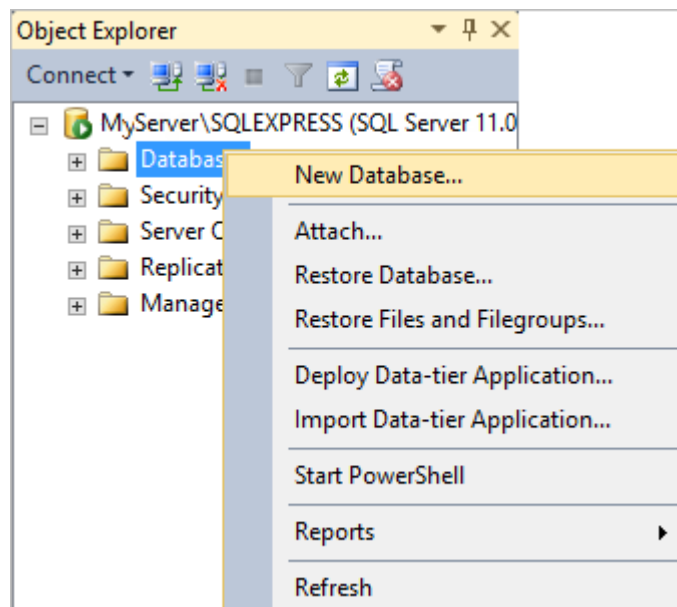 Object Explorer
Connect
MyServer\SQLEXPRESS (SQL Server 11.0
Databas
New Database...
Security
Attach...
Server C
Restore Database...
Replicat
Restore Files and Filegroups...
Manage
Deploy Data-tier Application...
Import Data-tier Application...
Start PowerShell
Reports
Refresh